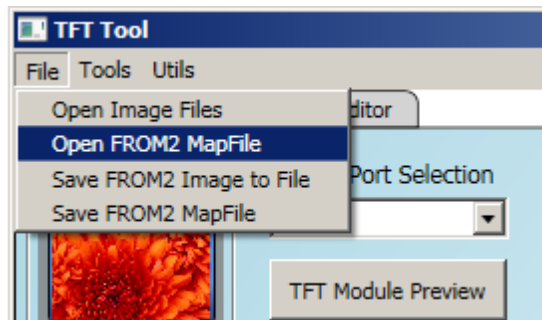 TFT Tool
File Tools Utils
Open Image Files
ditor
Open FROM2 MapFile
Save FROM2 Image to File
Port Selection
Save FROM2 MapFile
TFT Module Preview